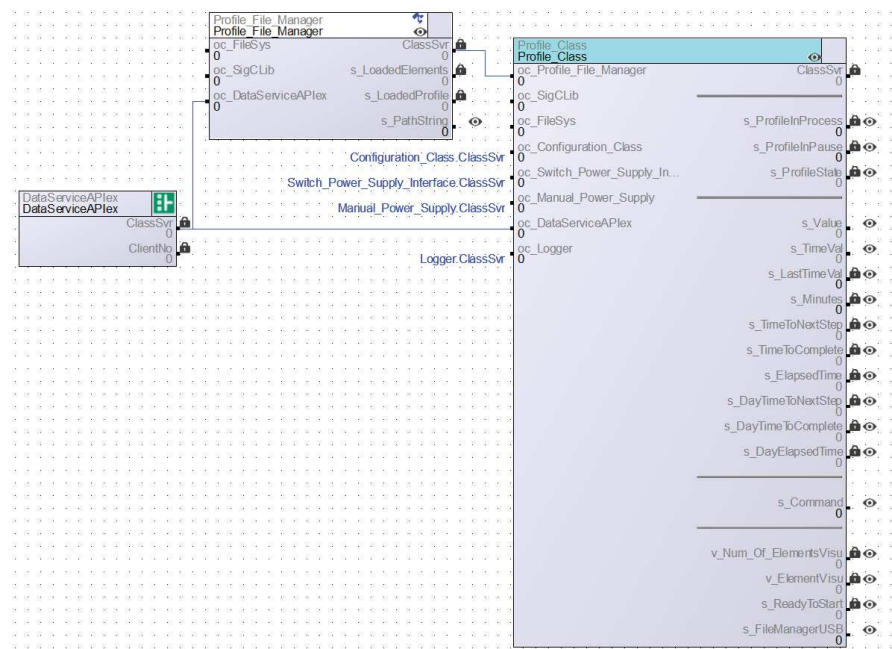 Profile_File_Manager
Profile_File_Manager
oc_FileSys ClassSvr
0 0
oc_SigCLib s_LoadedElements
0 0
oc_DataServiceAPIex s_LoadedProfile
0 0
s_PathString
0
Profile_Class
Profile_Class
oc_Profile_File_Manager ClassSvr
0 0
oc_SigCLib
0
oc_FileSys s_ProfileInProcess
0 0
Configuration_Class.ClassSvr oc_Configuration_Class s_ProfileInPause
0 0
Switch_Power_Supply_Interface.ClassSvr oc_Switch_Power_Supply_In... s_ProfileState
0 0
Manual_Power_Supply.ClassSvr oc_Manual_Power_Supply
0
DataServiceAPIex
DataServiceAPIex
ClassSvr
0
ClientNo
0
oc_DataServiceAPIex s_Value
0 0
Logger.ClassSvr oc_Logger s_TimeVal
0 0
s_LastTimeVal
0
s_Minutes
0
s_TimeToNextStep
0
s_TimeToComplete
0
s_ElapsedTime
0
s_DayTimeToNextStep
0
s_DayTimeToComplete
0
s_DayElapsedTime
0
s_Command
0
v_Num_Of_ElementsVisu
0
v_ElementVisu
0
s_ReadyToStart
0
s_FileManagerUSB
0